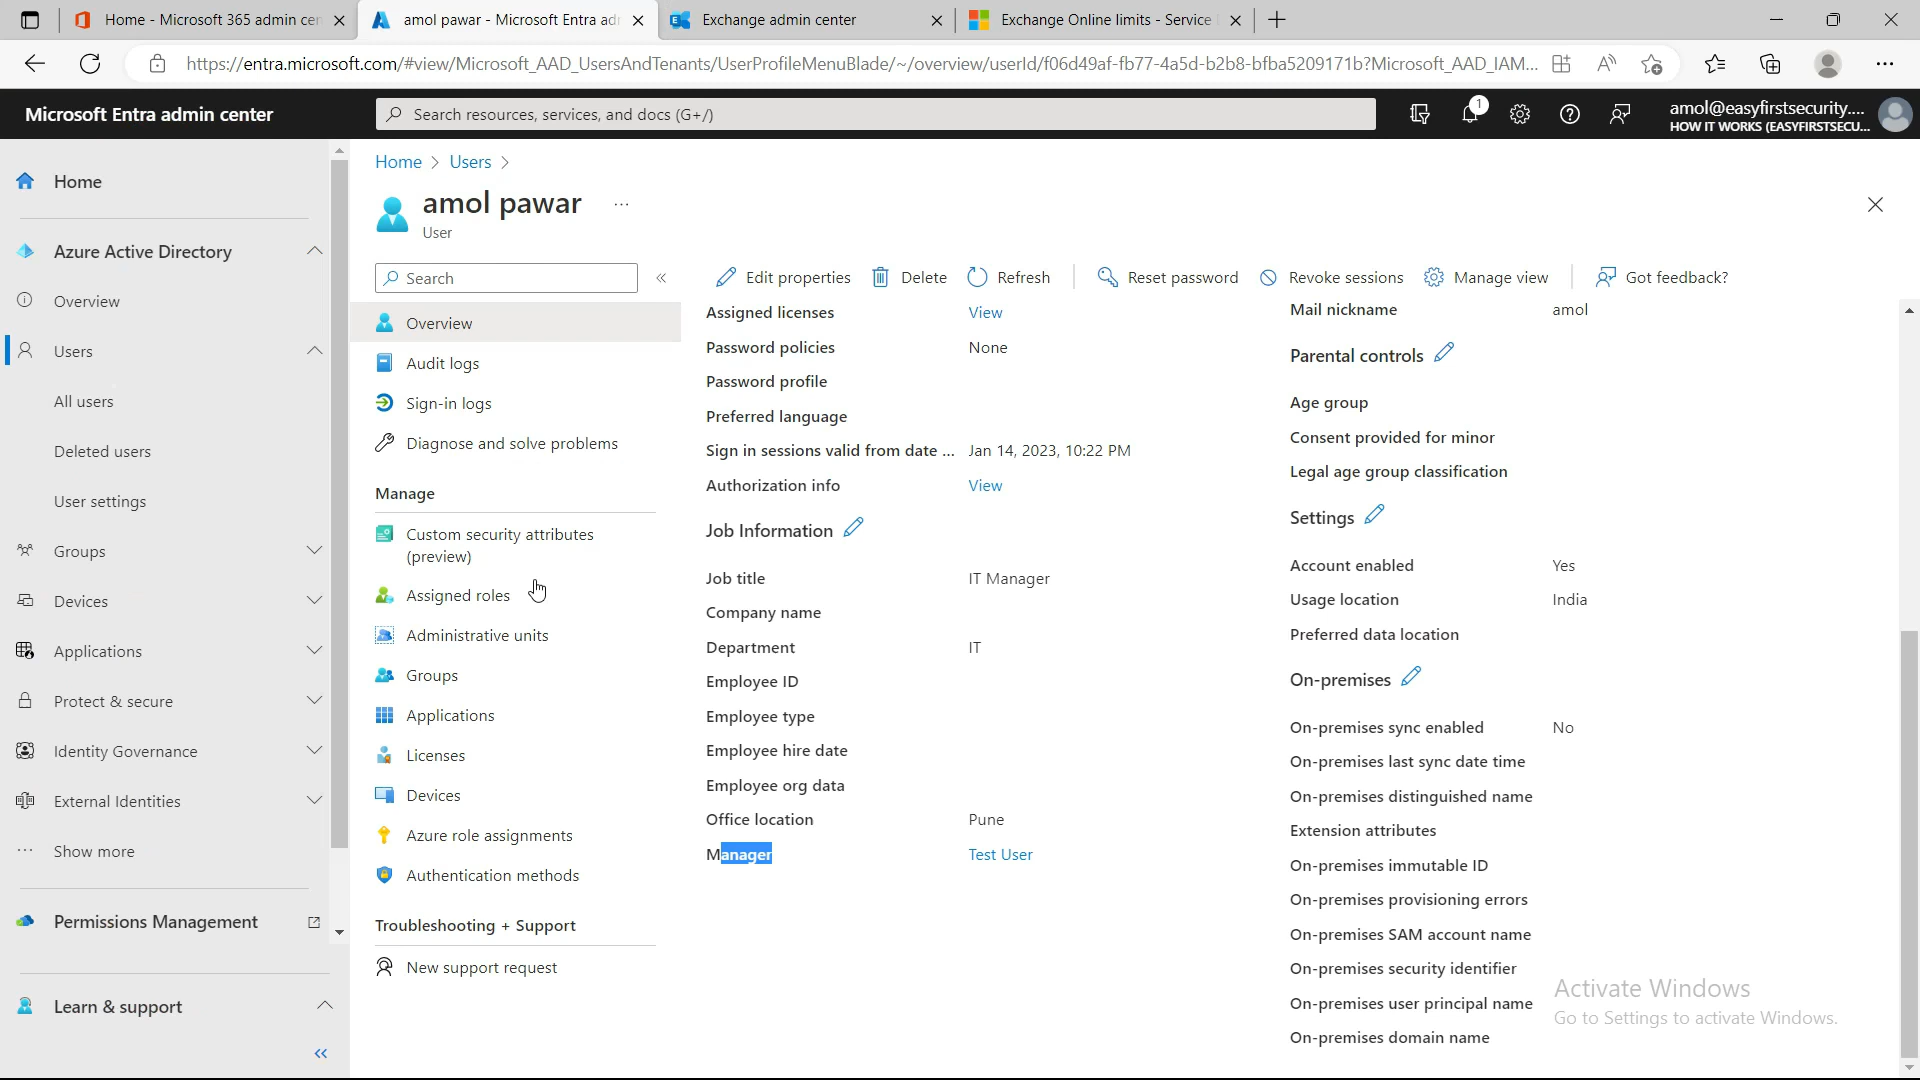 Home - Microsoft 365 admin cen
amol pawar - Microsoft Entra adm
Exchange admin center
Exchange Online limits - Service
https://entra.microsoft.com/#view/Microsoft_AAD_UsersAndTenants/UserProfileMenuBlade/~/overview/userId/f06d49af-fb77-4a5d-b2b8-bfba5209171b?Microsoft_AAD_IAM...
Microsoft Entra admin center
Search resources, services, and docs (G+/)
1
amol@easyfirstsecurity....
HOW IT WORKS (EASYFIRSTSECU...
Home
Azure Active Directory
Overview
Users
All users
Deleted users
User settings
Groups
Devices
Applications
Protect & secure
Identity Governance
External Identities
Show more
Permissions Management
Learn & support
Home > Users >
amol pawar ...
User
Search
Overview
Audit logs
Sign-in logs
Diagnose and solve problems
Manage
Custom security attributes
(preview)
Assigned roles
Administrative units
Groups
Applications
Licenses
Devices
Azure role assignments
Authentication methods
Troubleshooting + Support
New support request
Edit properties Delete Refresh Reset password Revoke sessions Manage view Got feedback?
Assigned licenses View
Password policies None
Password profile
Preferred language
Sign in sessions valid from date ... Jan 14, 2023, 10:22 PM
Authorization info View
Job Information
Job title IT Manager
Company name
Department IT
Employee ID
Employee type
Employee hire date
Employee org data
Office location Pune
Manager Test User
Mail nickname amol
Parental controls
Age group
Consent provided for minor
Legal age group classification
Settings
Account enabled Yes
Usage location India
Preferred data location
On-premises
On-premises sync enabled No
On-premises last sync date time
On-premises distinguished name
Extension attributes
On-premises immutable ID
On-premises provisioning errors
On-premises SAM account name
On-premises security identifier
On-premises user principal name
On-premises domain name
Activate Windows
Go to Settings to activate Windows.